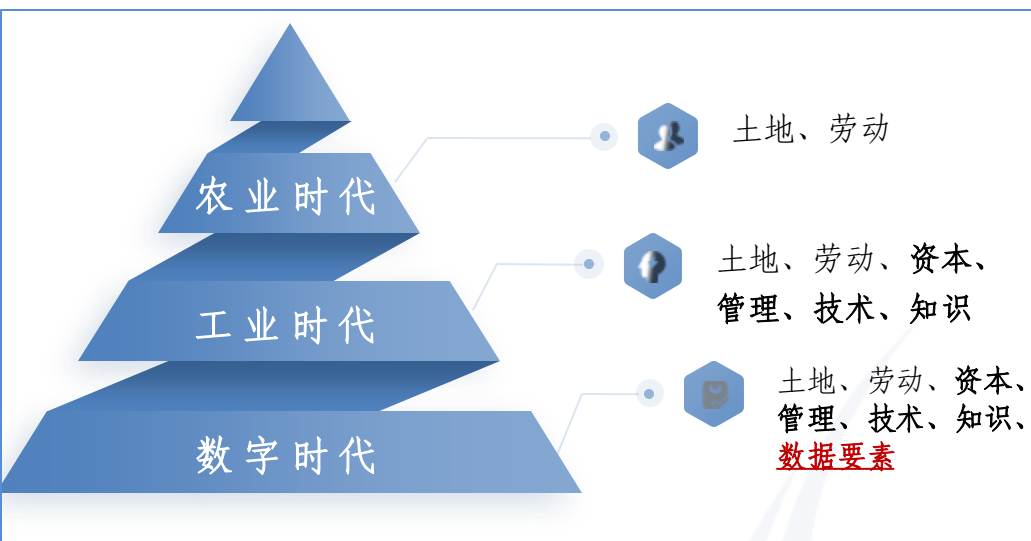 农业时代
土地、劳动
工业时代
土地、劳动、资本、
管理、技术、知识
数字时代
土地、劳动、资本、
管理、技术、知识、
数据要素